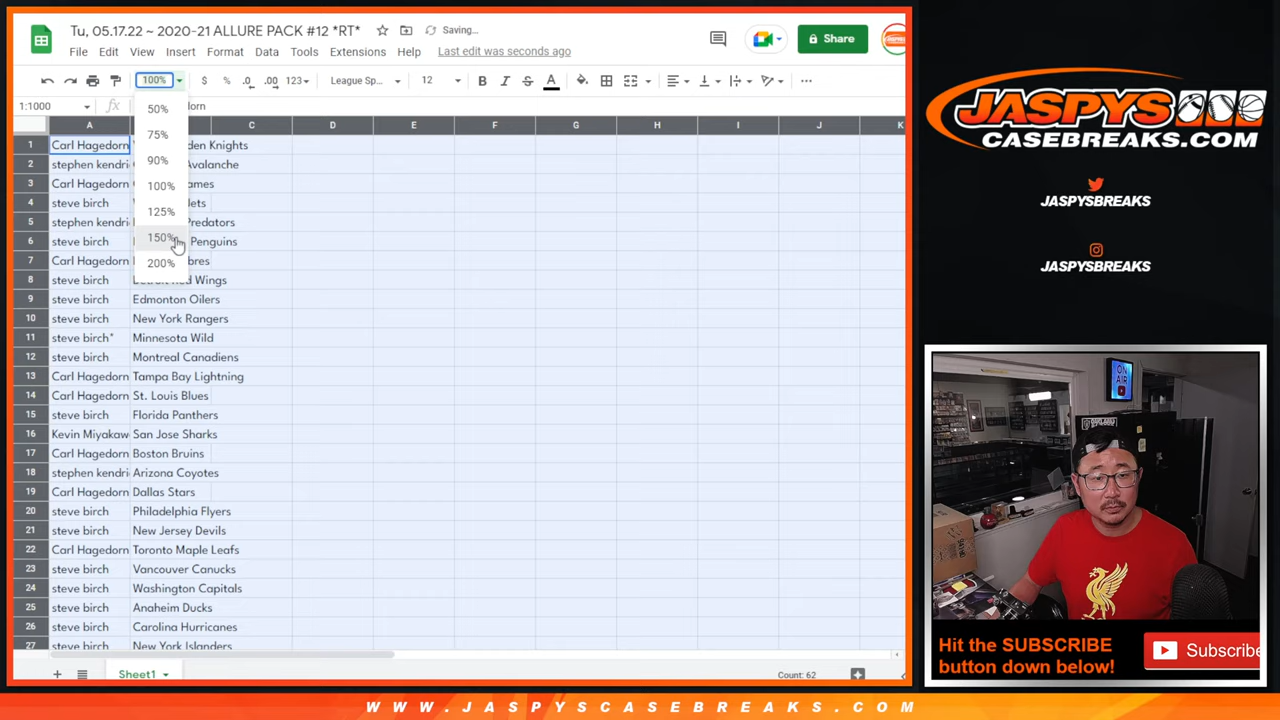 Tu, 05.17.22 ~ 2020-21 ALLURE PACK #12 *RT*
Saving...
File Edit View Insert Format Data Tools Extensions Help Last edit was seconds ago
Share
100% $ % .0 .00 123 League Sp... 12 B I S A
1:1000 fx dorn
50%
75%
90%
100%
125%
150%
200%
A C D E F G H I J K
1 Carl Hagedorn den Knights
2 stephen kendri Avalanche
3 Carl Hagedorn ames
4 steve birch ets
5 stephen kendri Predators
6 steve birch Penguins
7 Carl Hagedorn bres
8 steve birch Detroit Red Wings
9 steve birch Edmonton Oilers
10 steve birch New York Rangers
11 steve birch* Minnesota Wild
12 steve birch Montreal Canadiens
13 Carl Hagedorn Tampa Bay Lightning
14 Carl Hagedorn St. Louis Blues
15 steve birch Florida Panthers
16 Kevin Miyakaw San Jose Sharks
17 Carl Hagedorn Boston Bruins
18 stephen kendri Arizona Coyotes
19 Carl Hagedorn Dallas Stars
20 steve birch Philadelphia Flyers
21 steve birch New Jersey Devils
22 Carl Hagedorn Toronto Maple Leafs
23 steve birch Vancouver Canucks
24 steve birch Washington Capitals
25 steve birch Anaheim Ducks
26 steve birch Carolina Hurricanes
27 steve birch New York Islanders
Sheet1
Count: 62
JASPYS
CASEBREAKS.COM
JASPYSBREAKS
JASPYSBREAKS
ON
AIR
Hit the SUBSCRIBE
button down below!
Subscribe
WWW.JASPYSCASEBREAKS.COM